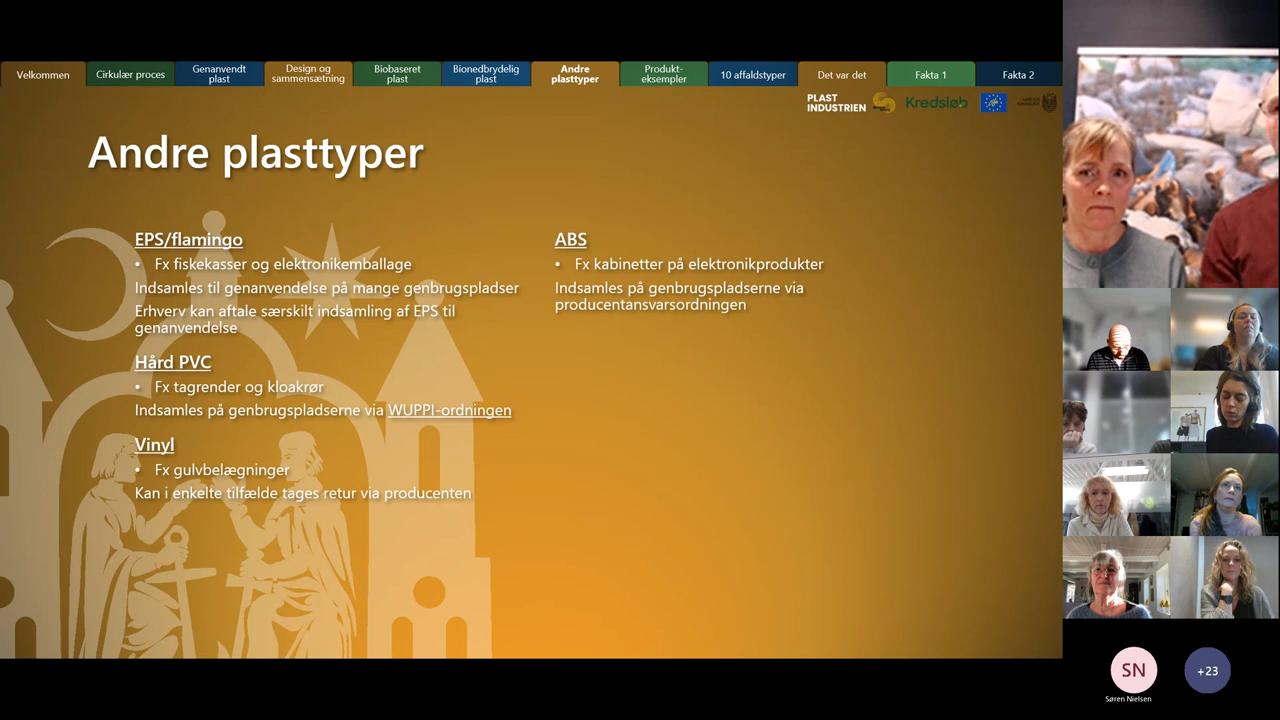 Velkommen
Cirkulær proces
Genanvendt
plast
Design og
sammensætning
Biobaseret
plast
Bionedbrydelig
plast
Andre
plasttyper
Produkt-
eksempler
10 affaldstyper
Det var det
Fakta 1
Fakta 2
PLAST
INDUSTRIEN
Kredsløb
Andre plasttyper
EPS/flamingo
• Fx fiskekasser og elektronikemballage
Indsamles til genanvendelse på mange genbrugspladser
Erhverv kan aftale særskilt indsamling af EPS til
genanvendelse
Hård PVC
• Fx tagrender og kloakrør
Indsamles på genbrugspladserne via WUPPI-ordningen
Vinyl
• Fx gulvbelægninger
Kan i enkelte tilfælde tages retur via producenten
ABS
• Fx kabinetter på elektronikprodukter
Indsamles på genbrugspladserne via
producentansvarsordningen
SN
Søren Nielsen
+23